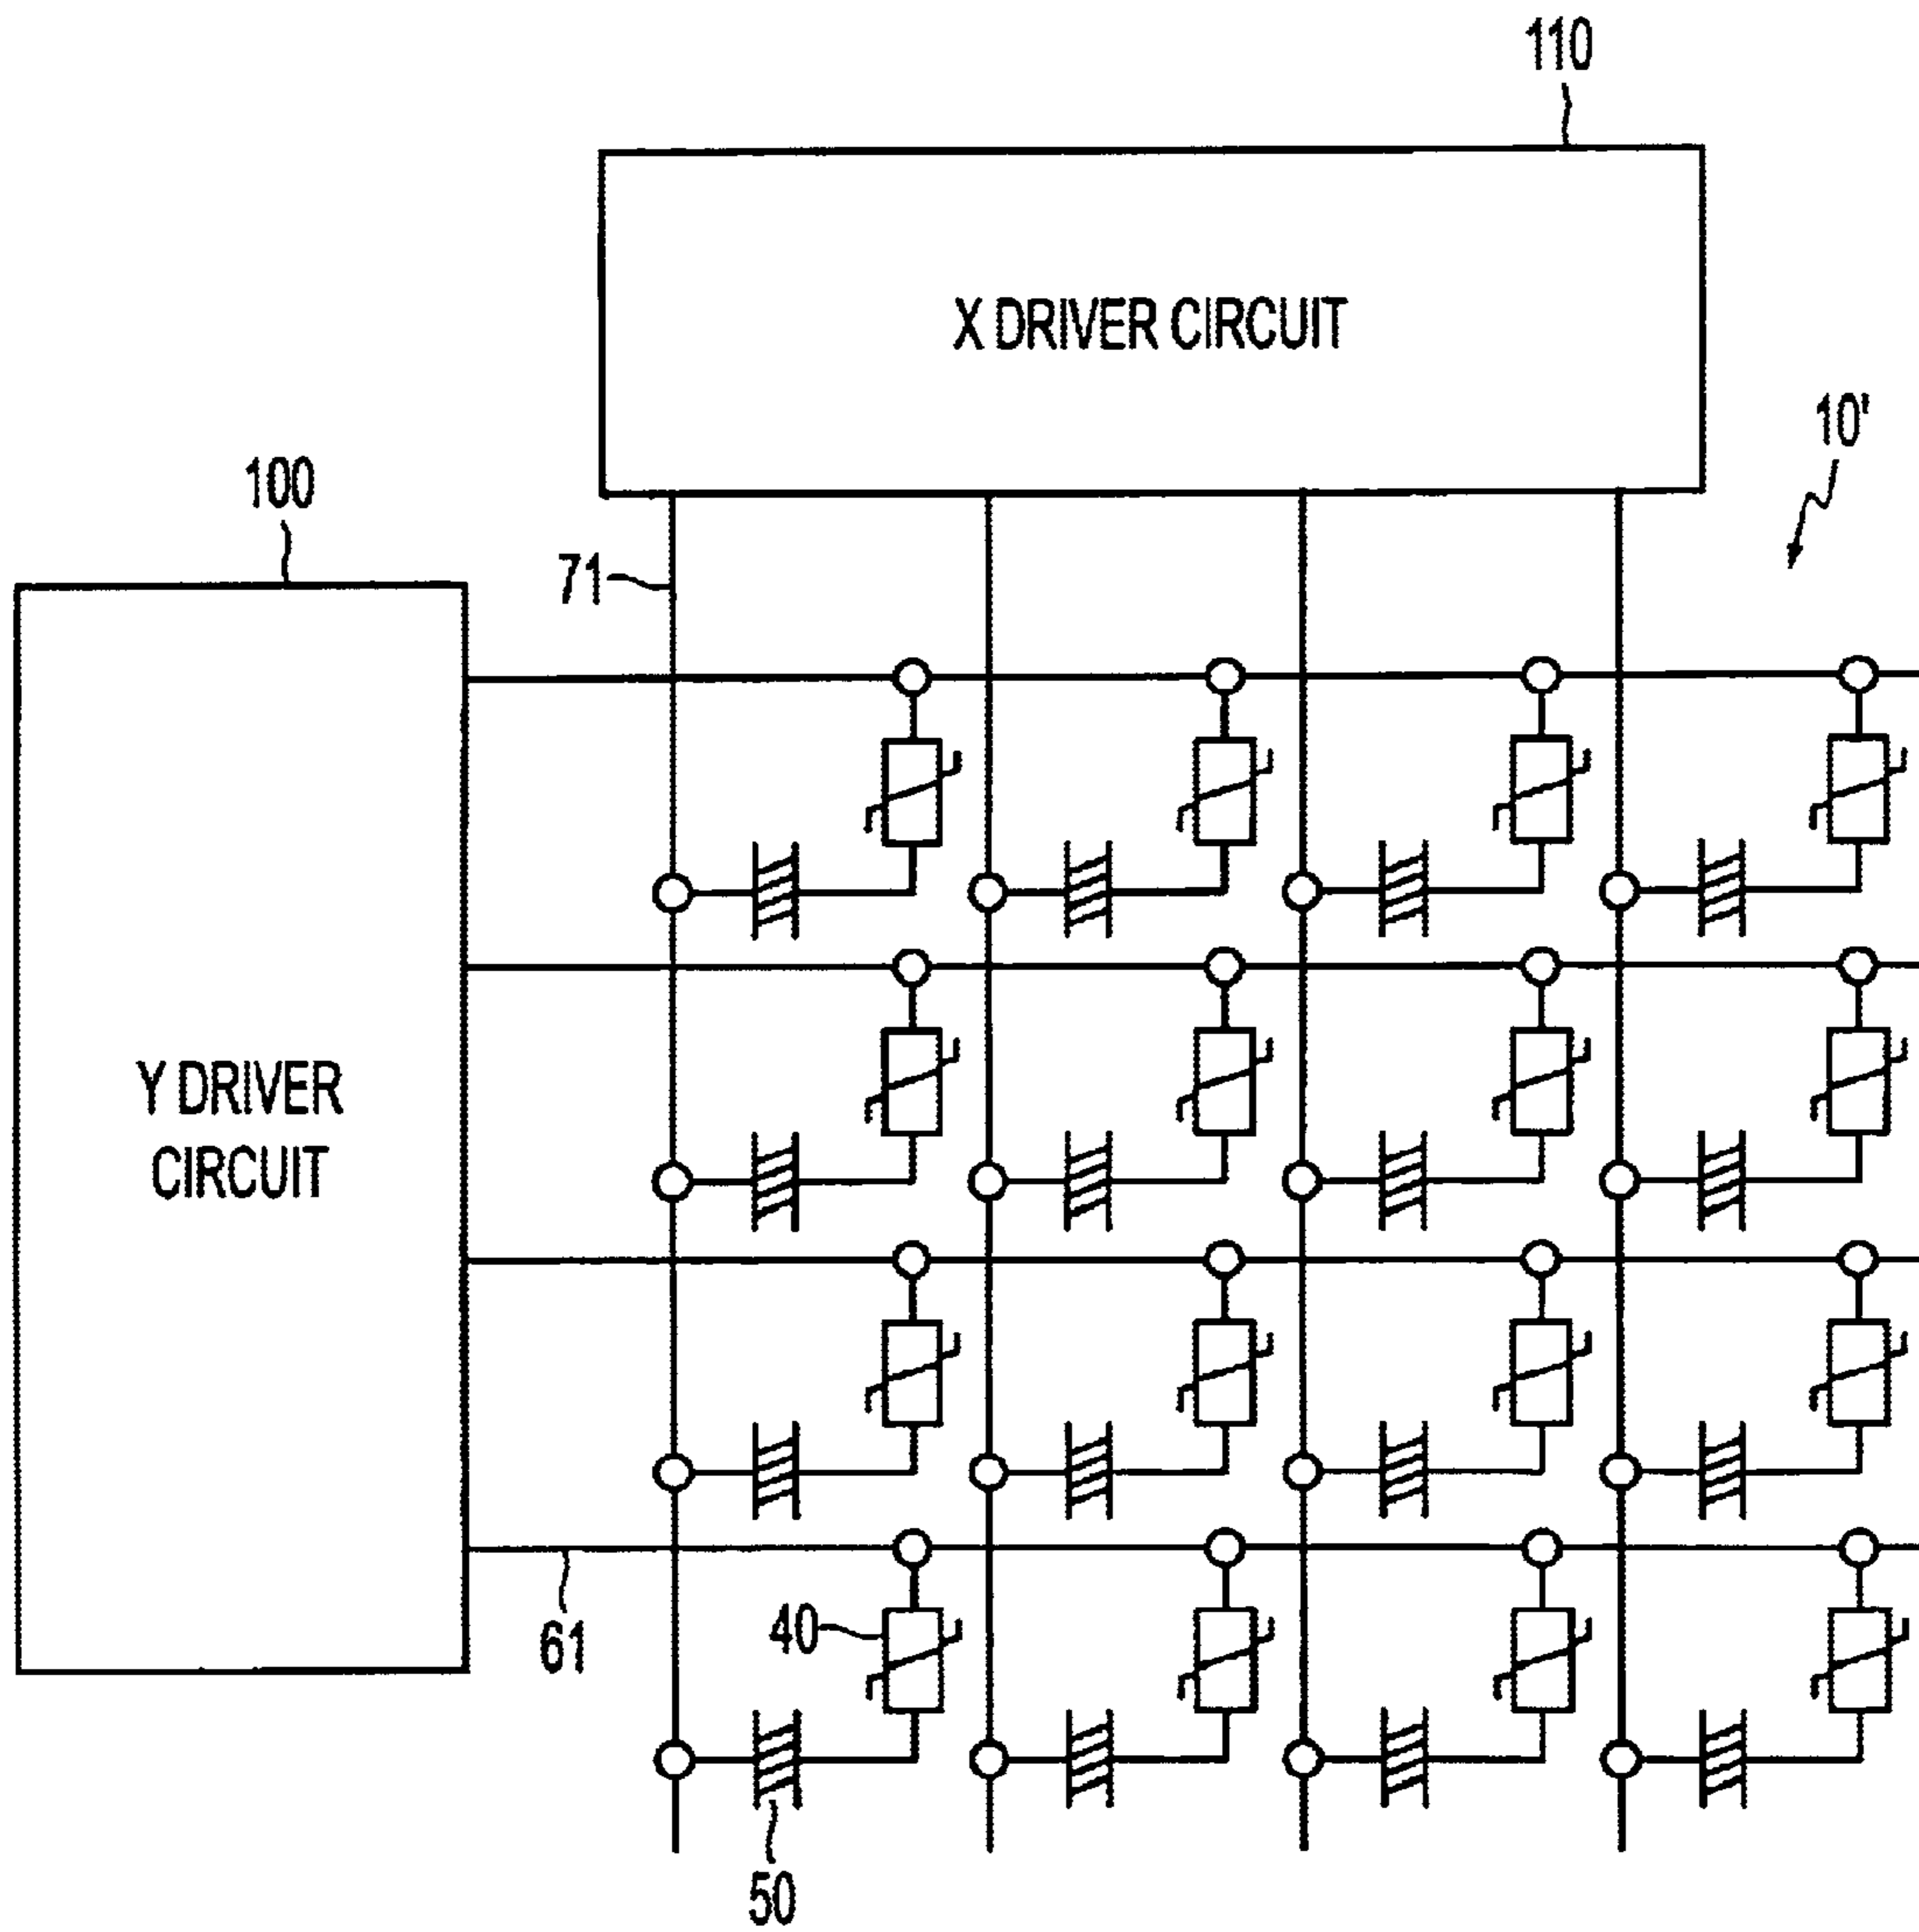 110
X DRIVER CIRCUIT
10'
100
71
Y DRIVER
CIRCUIT
61
40
50